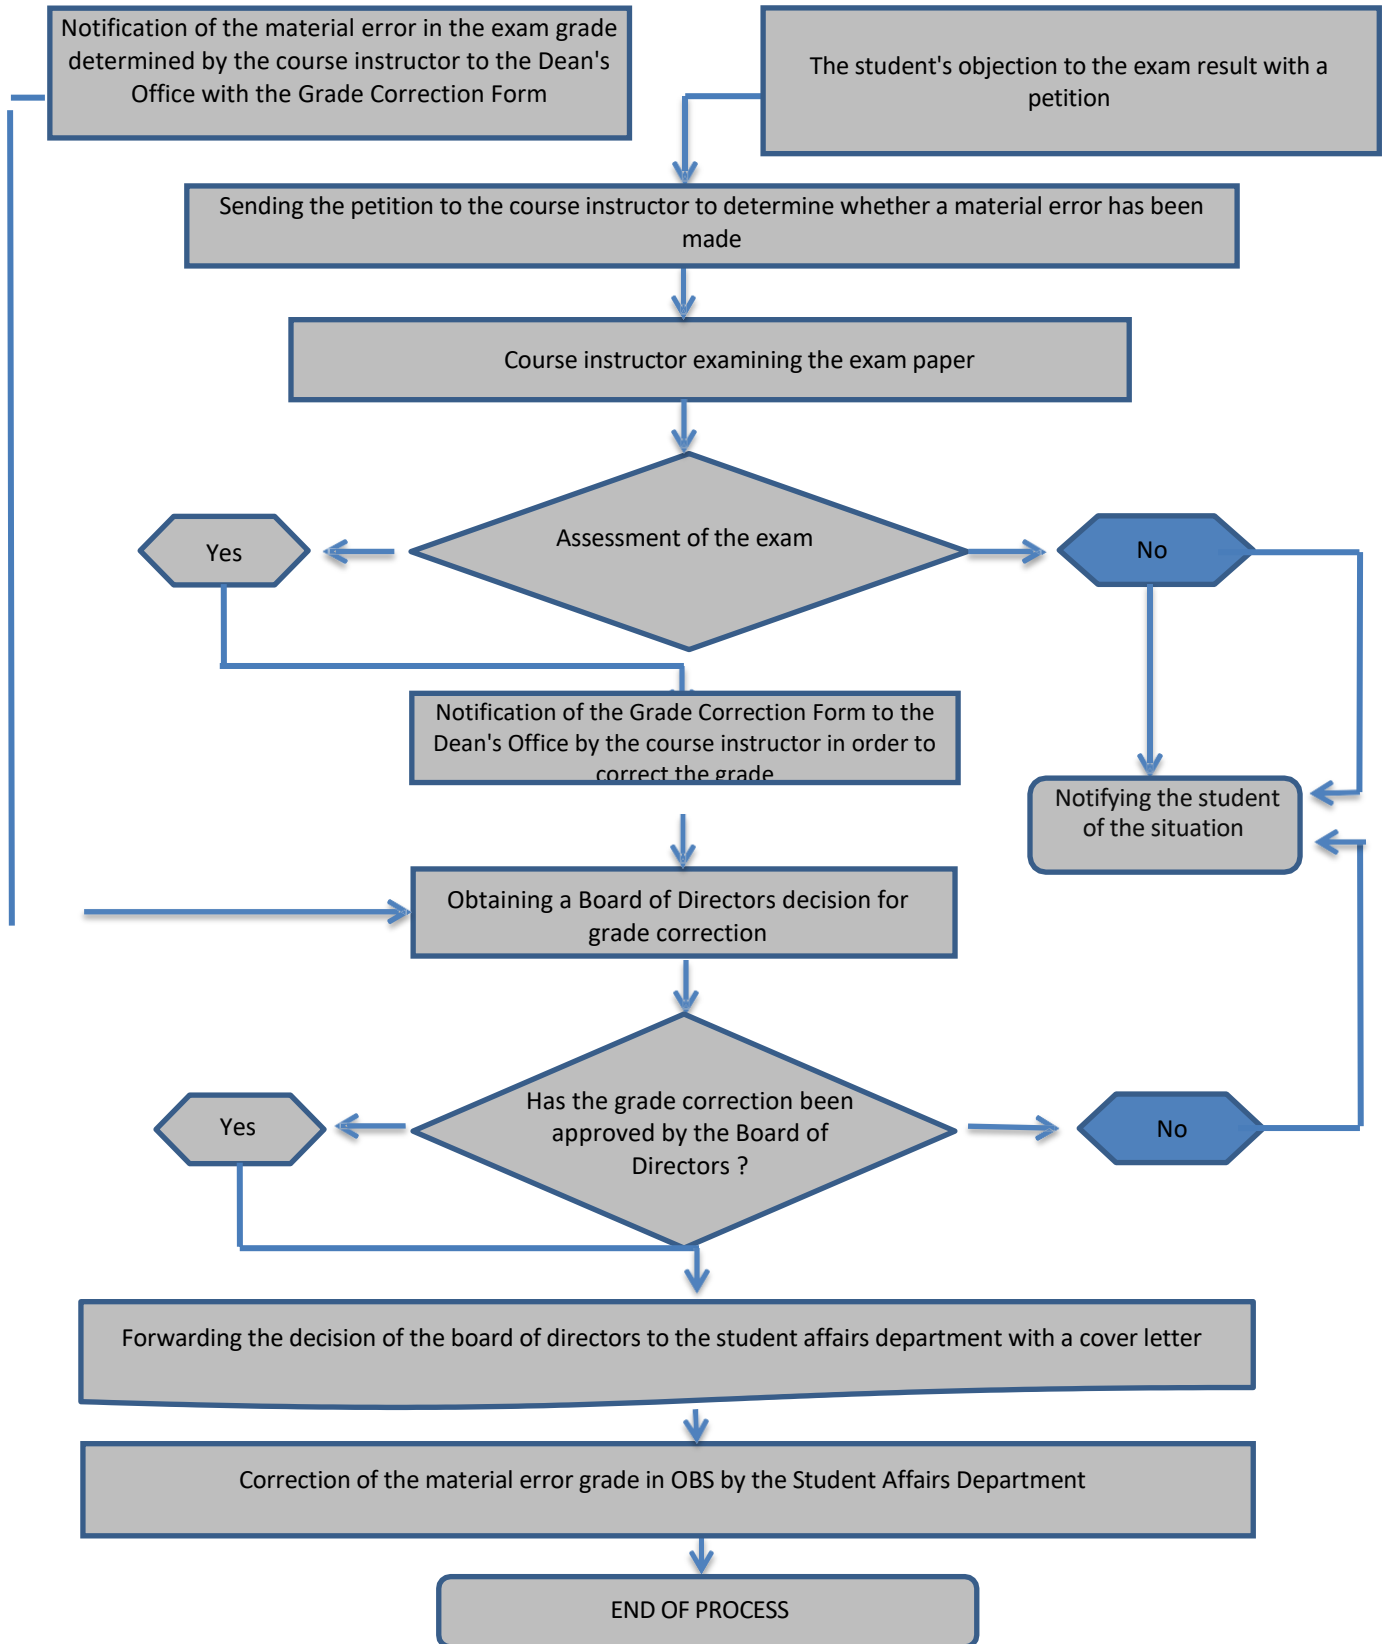 Notification of the material error in the exam grade
determined by the course instructor to the Dean's
Office with the Grade Correction Form
The student's objection to the exam result with a
petition
Sending the petition to the course instructor to determine whether a material error has been
made
Course instructor examining the exam paper
Assessment of the exam
Yes
No
Notification of the Grade Correction Form to the
Dean's Office by the course instructor in order to
correct the grade
Notifying the student
of the situation
Obtaining a Board of Directors decision for
grade correction
Has the grade correction been
approved by the Board of
Directors ?
Yes
No
Forwarding the decision of the board of directors to the student affairs department with a cover letter
Correction of the material error grade in OBS by the Student Affairs Department
END OF PROCESS